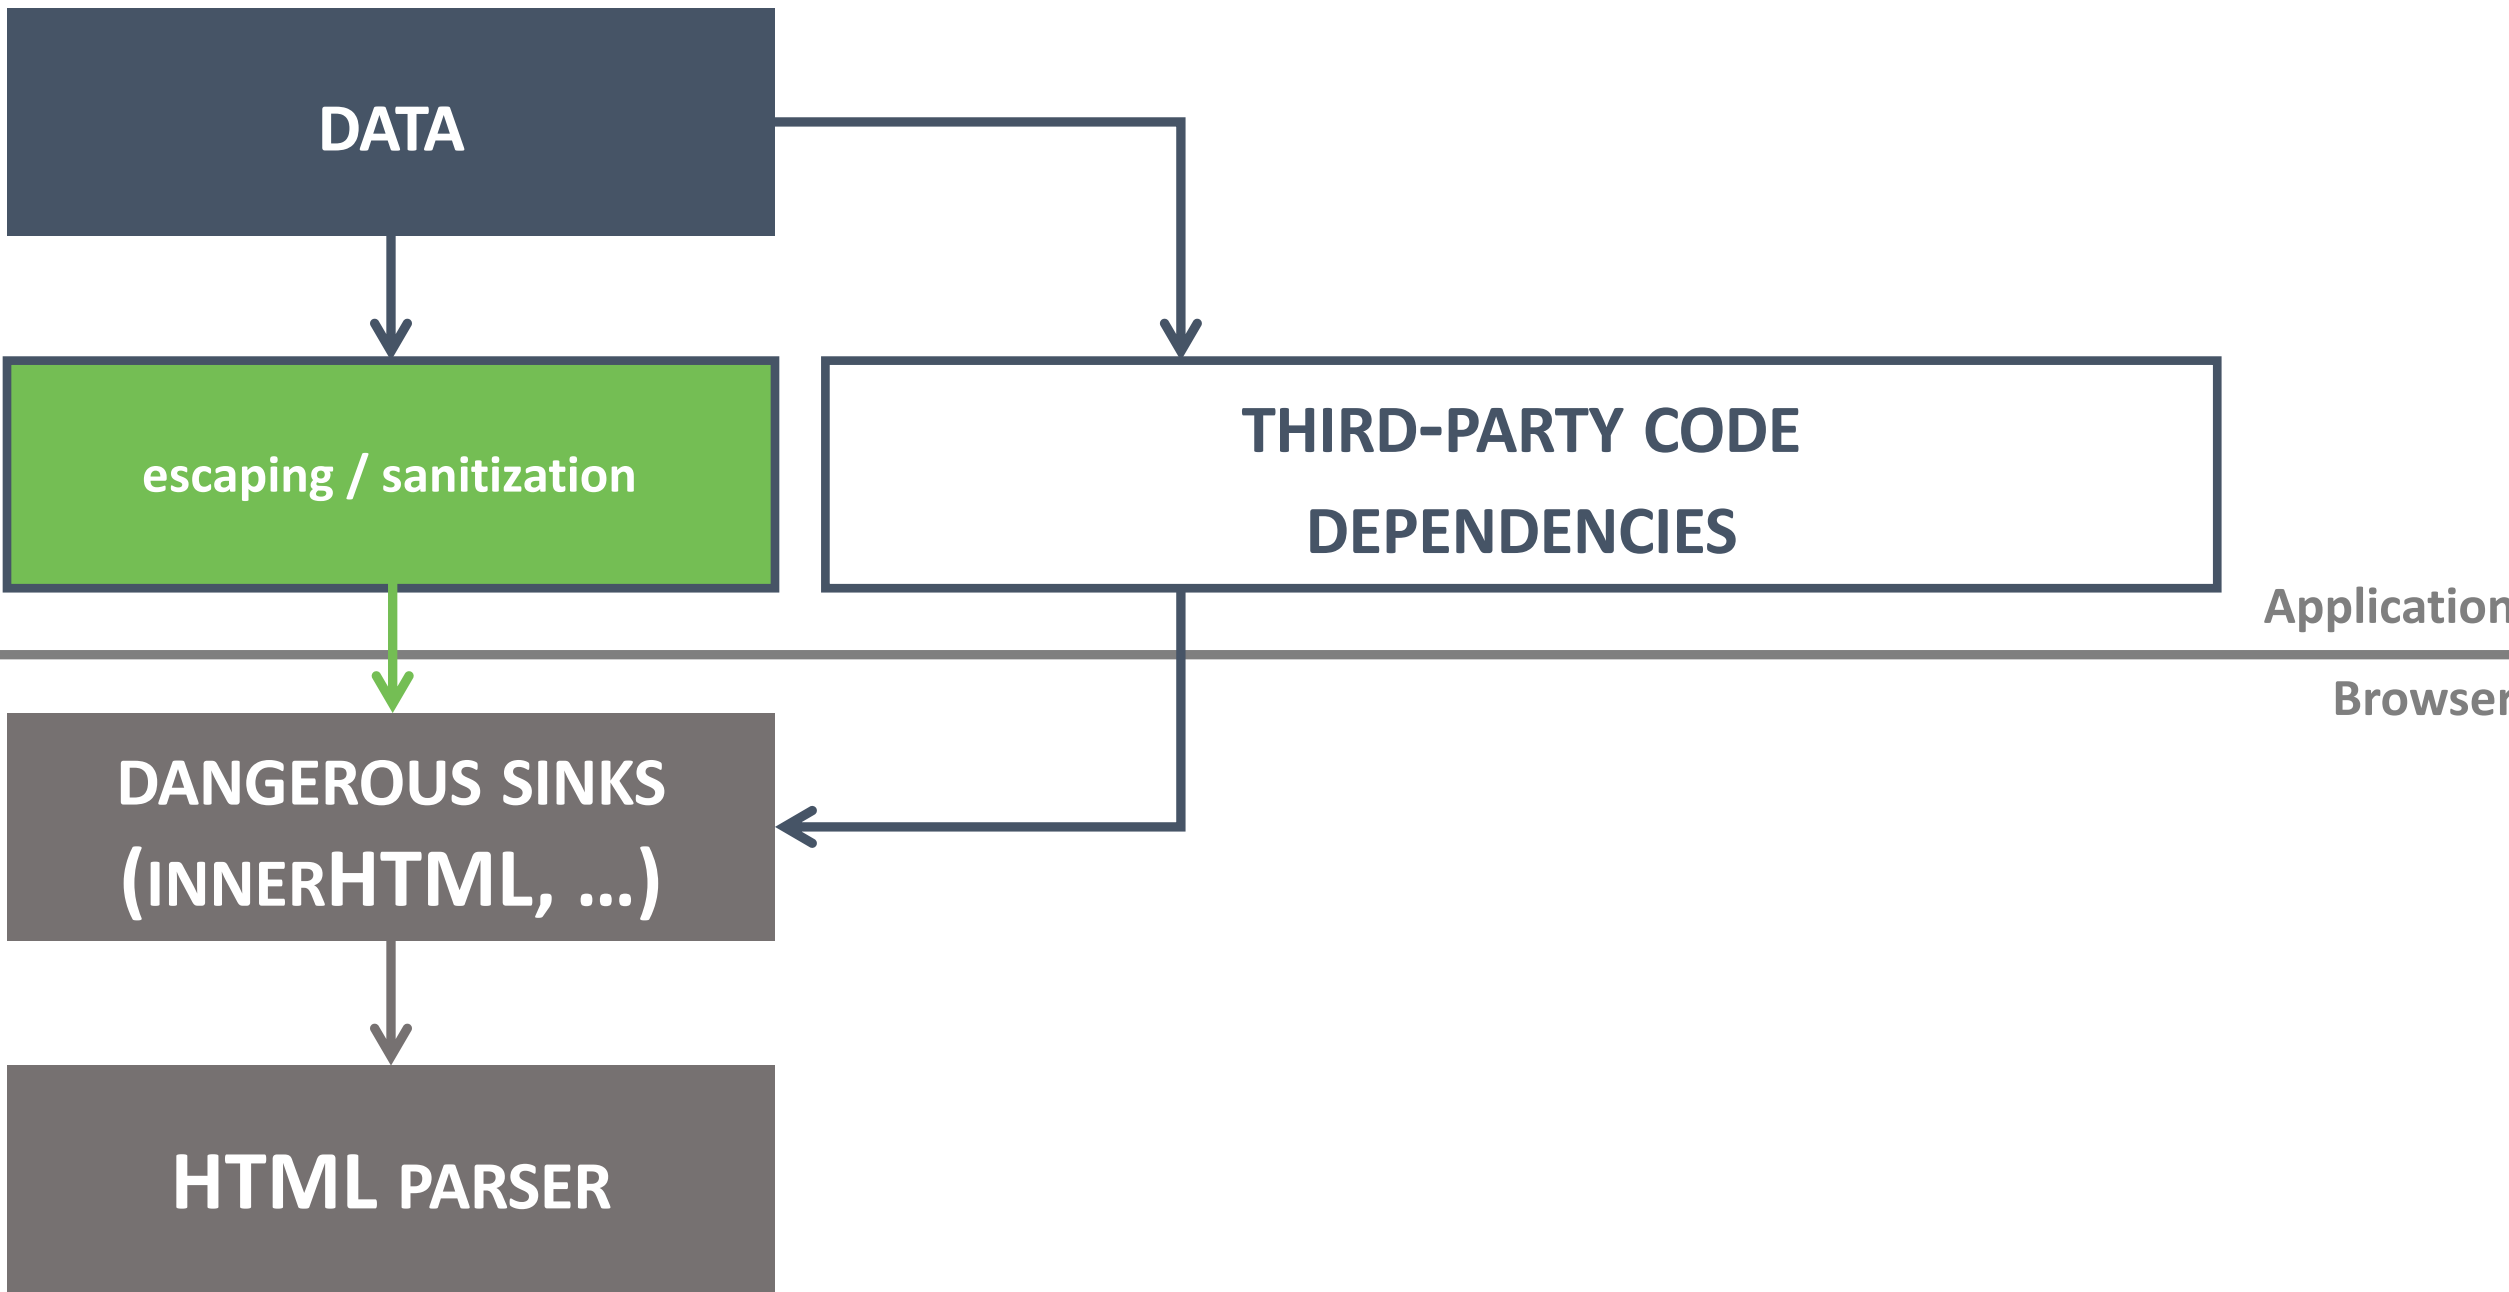 DATA
escaping / sanitization
THIRD-PARTY CODE
DEPENDENCIES
Application
Browser
DANGEROUS SINKS
(INNERHTML, ...)
HTML PARSER